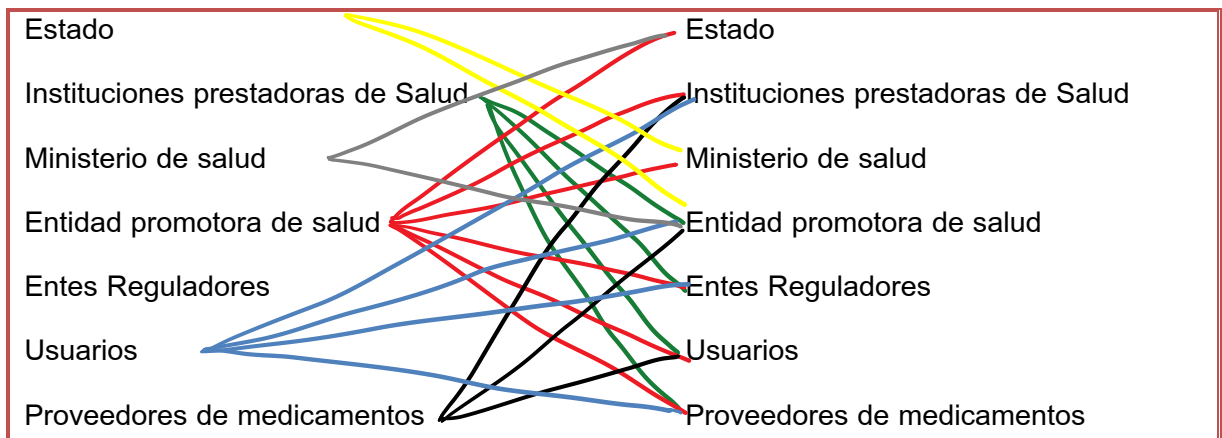 Estado Estado
Instituciones prestadoras de Salud Instituciones prestadoras de Salud
Ministerio de salud Ministerio de salud
Entidad promotora de salud Entidad promotora de salud
Entes Reguladores Entes Reguladores
Usuarios Usuarios
Proveedores de medicamentos Proveedores de medicamentos